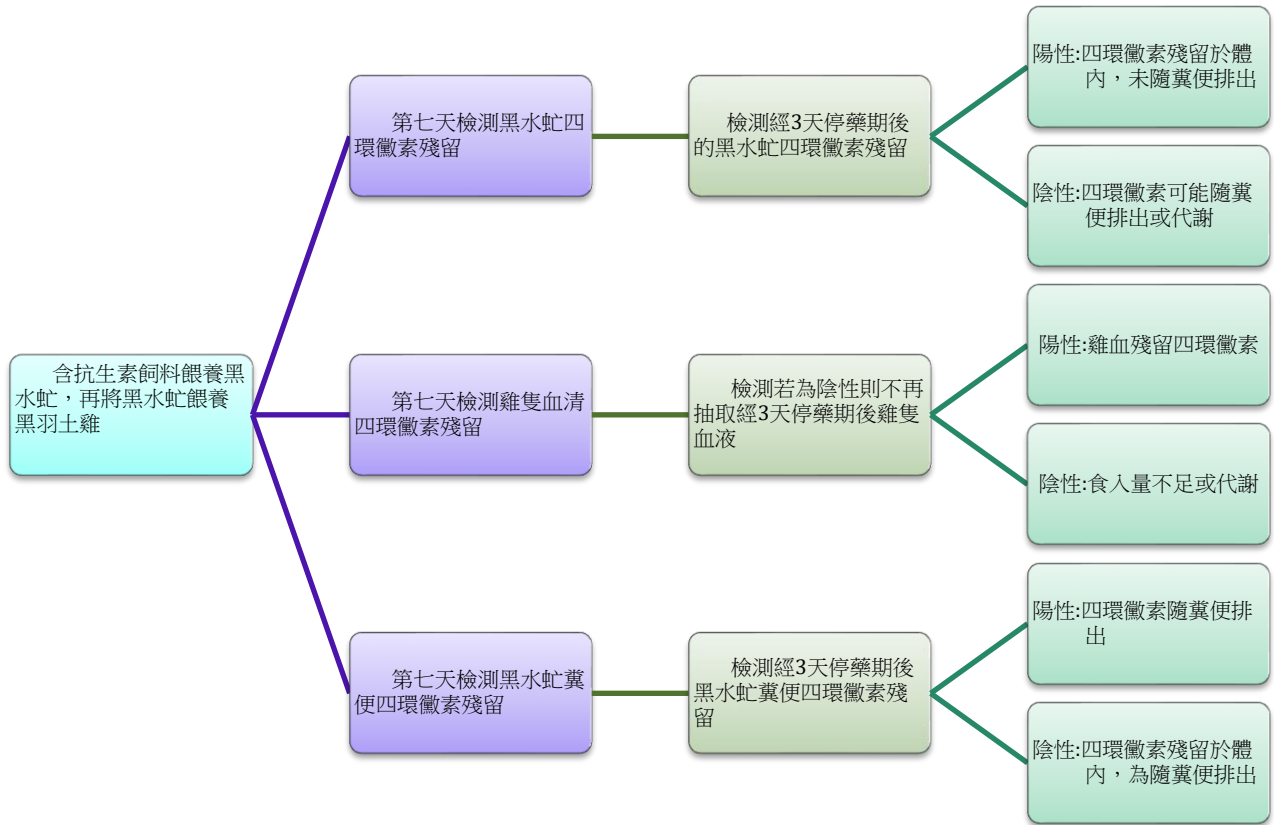 含抗生素飼料餵養黑
水虻，再將黑水虻餵養
黑羽土雞
第七天檢測黑水虻四
環黴素殘留
檢測經3天停藥期後
的黑水虻四環黴素殘留
陽性:四環黴素殘留於體
內，未隨糞便排出
陰性:四環黴素可能隨糞
便排出或代謝
第七天檢測雞隻血清
四環黴素殘留
檢測若為陰性則不再
抽取經3天停藥期後雞隻
血液
陽性:雞血殘留四環黴素
陰性:食入量不足或代謝
第七天檢測黑水虻糞
便四環黴素殘留
檢測經3天停藥期後
黑水虻糞便四環黴素殘
留
陽性:四環黴素隨糞便排
出
陰性:四環黴素殘留於體
內，為隨糞便排出